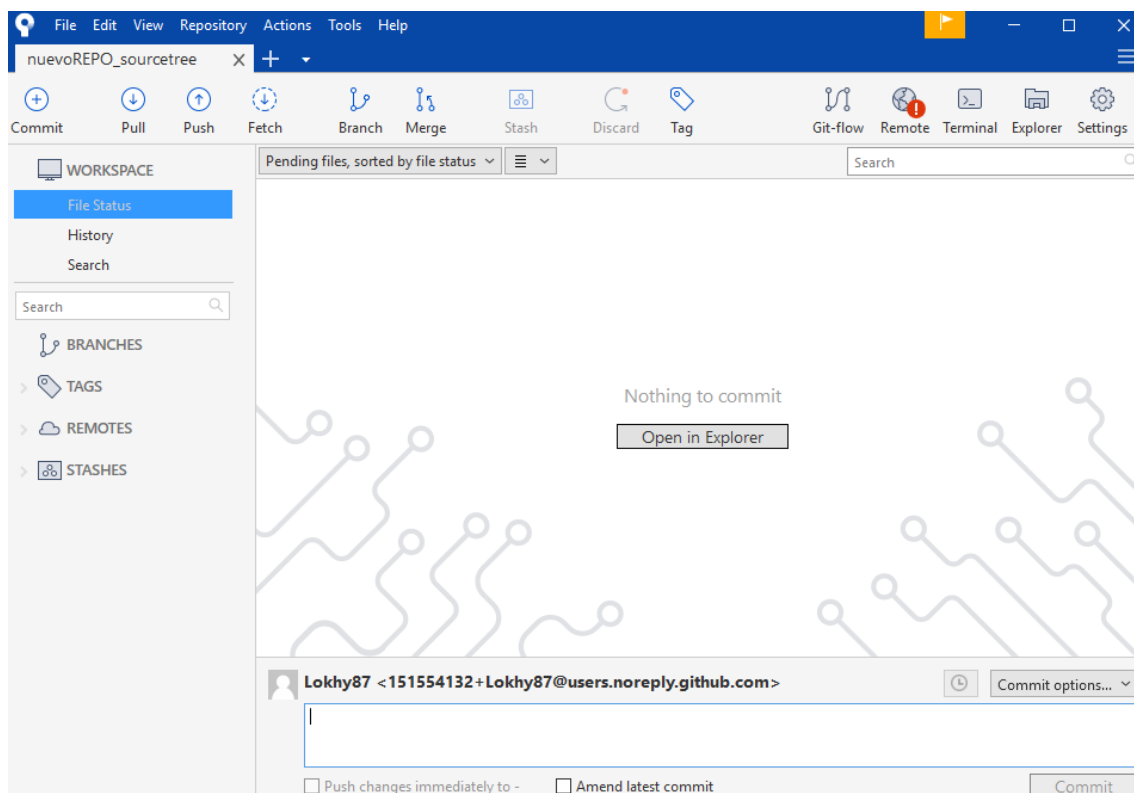 File Edit View Repository Actions Tools Help
nuevoREPO_sourcetree
Commit Pull Push Fetch Branch Merge Stash Discard Tag Git-flow Remote Terminal Explorer Settings
WORKSPACE
File Status
History
Search
Search
BRANCHES
TAGS
REMOTES
STASHES
Pending files, sorted by file status
Search
Nothing to commit
Open in Explorer
Lokhy87 <151554132+Lokhy87@users.noreply.github.com>
Commit options...
Push changes immediately to -
Amend latest commit
Commit